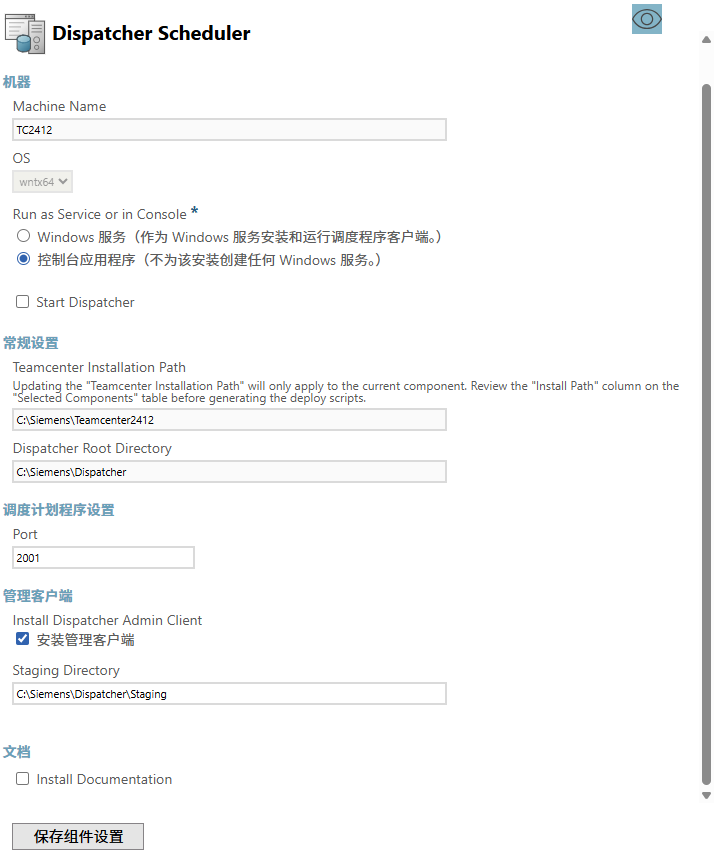 Dispatcher Scheduler
机器
Machine Name
TC2412
OS
wntx64
Run as Service or in Console *
Windows 服务（作为 Windows 服务安装和运行调度程序客户端。）
控制台应用程序（不为该安装创建任何 Windows 服务。）
Start Dispatcher
常规设置
Teamcenter Installation Path
Updating the "Teamcenter Installation Path" will only apply to the current component. Review the "Install Path" column on the
"Selected Components" table before generating the deploy scripts.
C:\Siemens\Teamcenter2412
Dispatcher Root Directory
C:\Siemens\Dispatcher
调度计划程序设置
Port
2001
管理客户端
Install Dispatcher Admin Client
安装管理客户端
Staging Directory
C:\Siemens\Dispatcher\Staging
文档
Install Documentation
保存组件设置